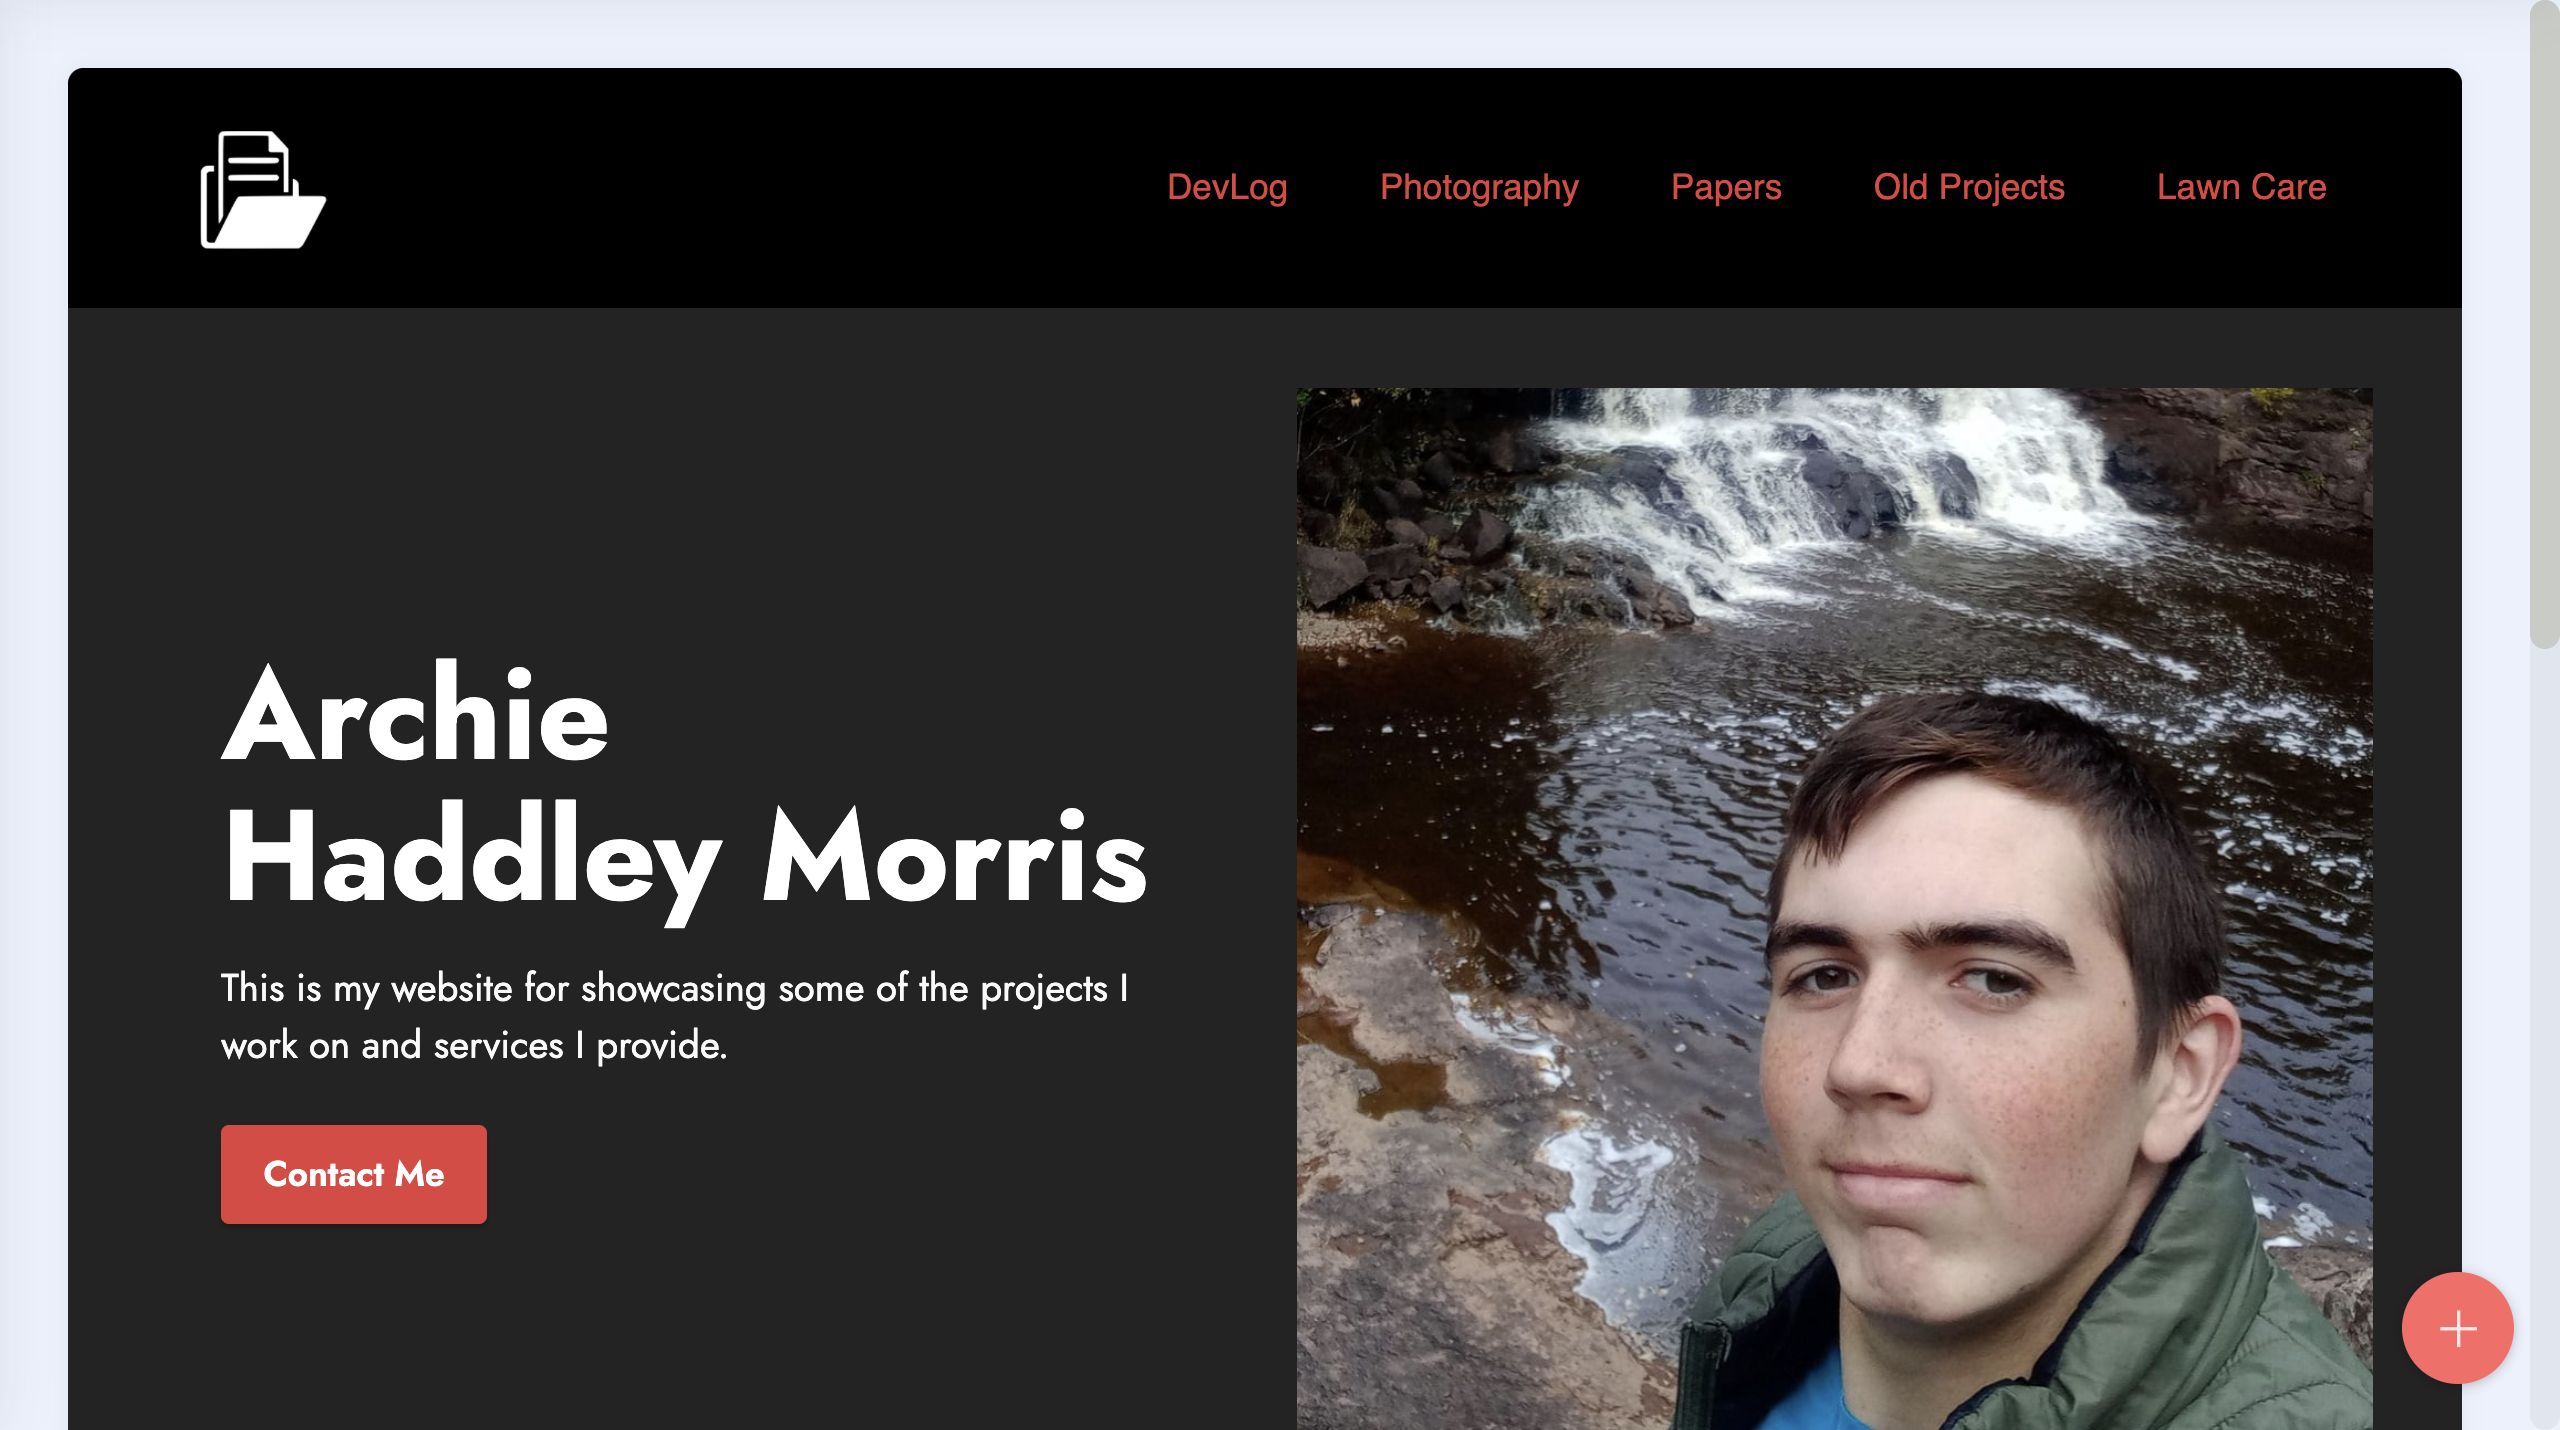 DevLog
Photography
Papers
Old Projects
Lawn Care
Archie
Haddley Morris
This is my website for showcasing some of the projects I
work on and services I provide.
Contact Me